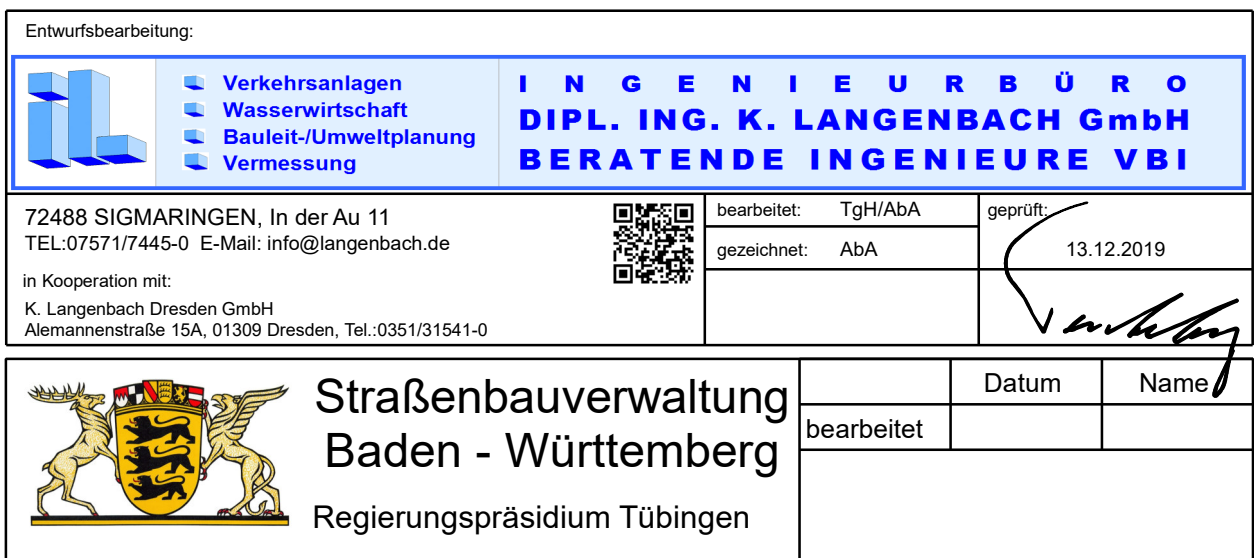 Entwurfsbearbeitung:
Verkehrsanlagen
Wasserwirtschaft
Bauleit-/Umweltplanung
Vermessung
INGENIEURBÜRO
DIPL. ING. K. LANGENBACH GmbH
BERATENDE INGENIEURE VBI
72488 SIGMARINGEN, In der Au 11
TEL:07571/7445-0 E-Mail: info@langenbach.de
in Kooperation mit:
K. Langenbach Dresden GmbH
Alemannenstraße 15A, 01309 Dresden, Tel.:0351/31541-0
bearbeitet: TgH/AbA
gezeichnet: AbA
geprüft:
13.12.2019
Straßenbauverwaltung
Baden - Württemberg
Regierungspräsidium Tübingen
Datum Name
bearbeitet